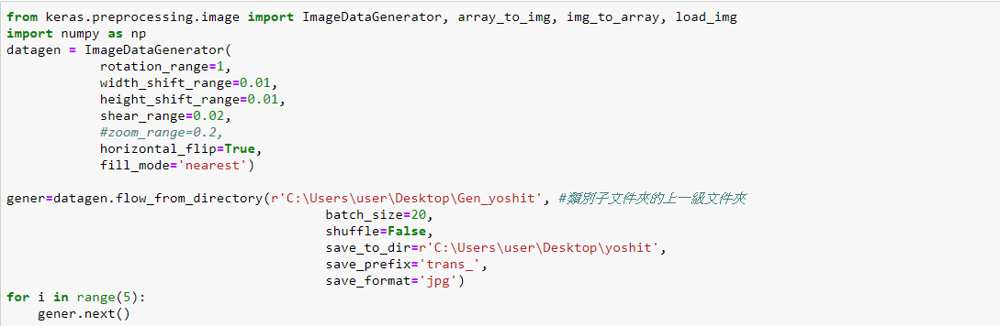 from keras.preprocessing.image import ImageDataGenerator, array_to_img, img_to_array, load_img
import numpy as np
datagen = ImageDataGenerator(
            rotation_range=1,
            width_shift_range=0.01,
            height_shift_range=0.01,
            shear_range=0.02,
            #zoom_range=0.2,
            horizontal_flip=True,
            fill_mode='nearest')

gener=datagen.flow_from_directory(r'C:\Users\user\Desktop\Gen_yoshit', #類別子文件夾的上一級文件夾
                                         batch_size=20,
                                         shuffle=False,
                                         save_to_dir=r'C:\Users\user\Desktop\yoshit',
                                         save_prefix='trans_',
                                         save_format='jpg')
for i in range(5):
    gener.next()